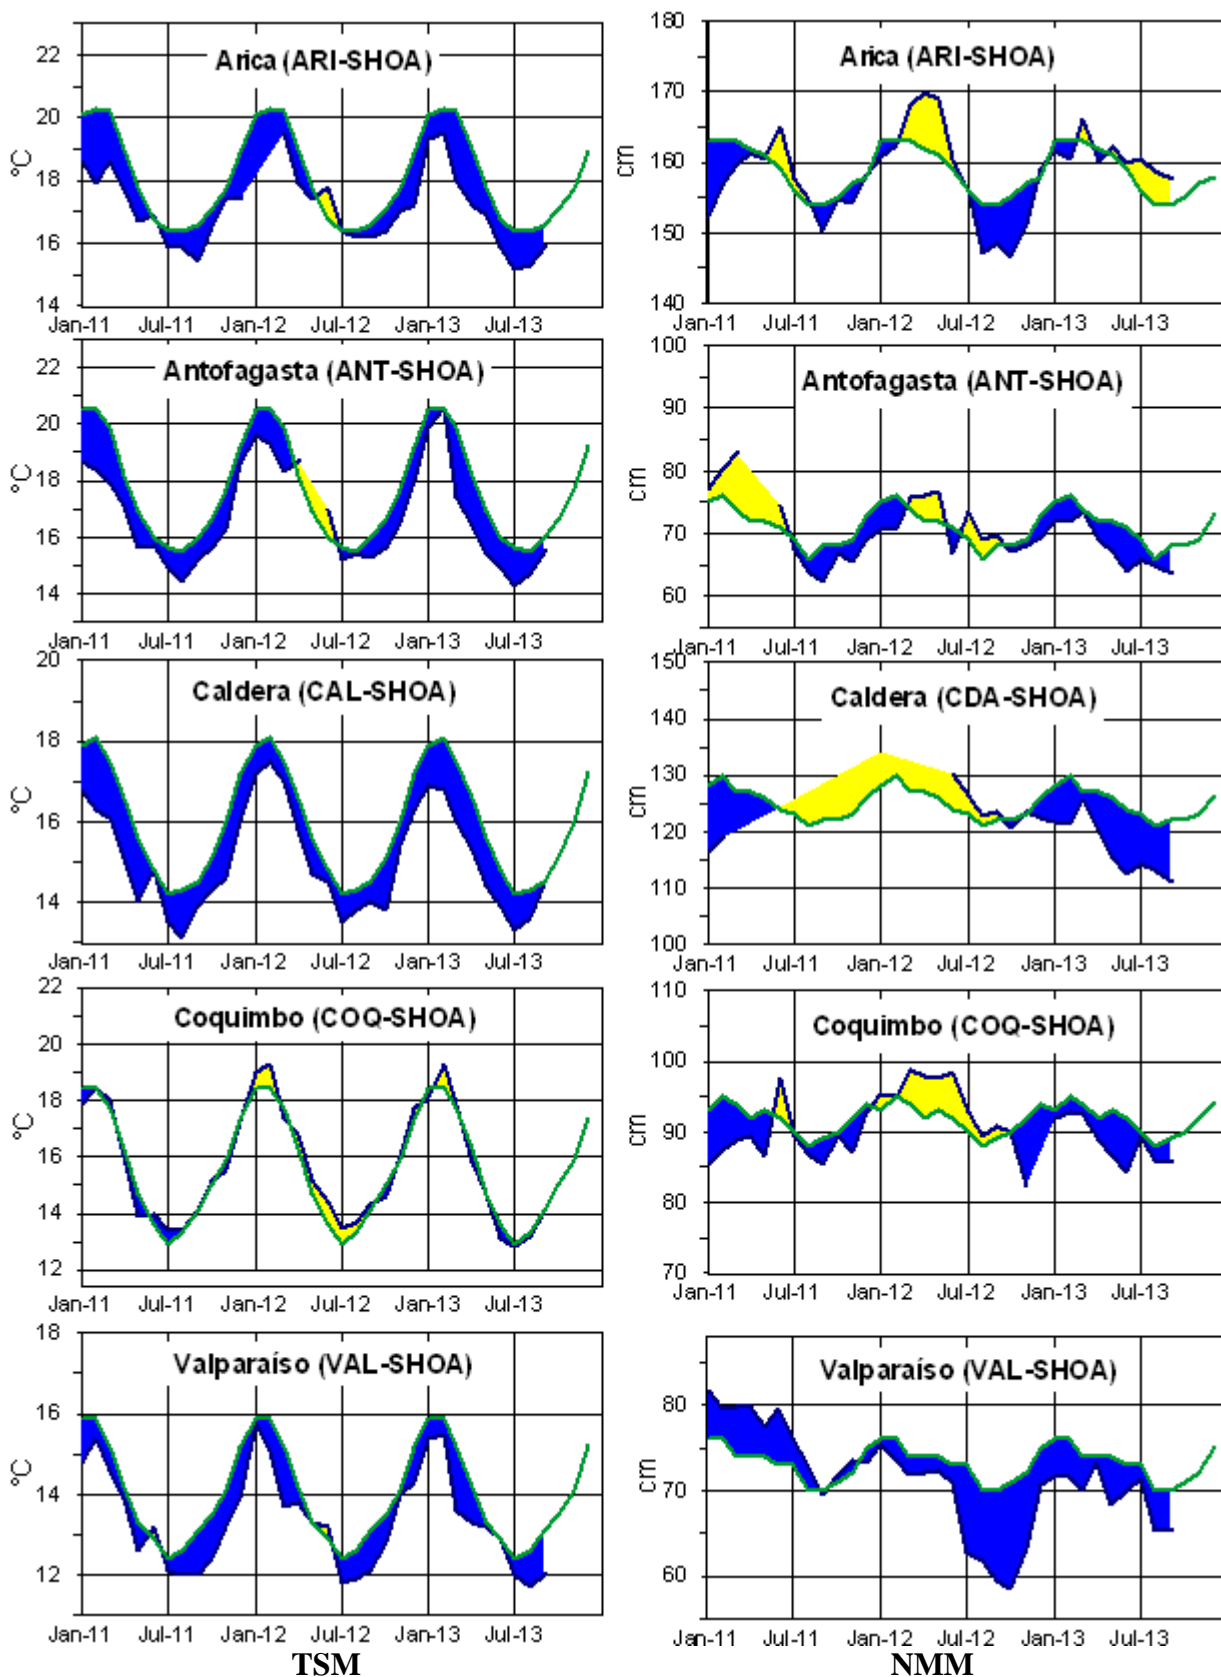 Arica (ARI-SHOA)
°C
22
20
18
16
14
Jan-11 Jul-11 Jan-12 Jul-12 Jan-13 Jul-13
Arica (ARI-SHOA)
cm
180
170
160
150
140
Jan-11 Jul-11 Jan-12 Jul-12 Jan-13 Jul-13
Antofagasta (ANT-SHOA)
°C
22
20
18
16
14
Jan-11 Jul-11 Jan-12 Jul-12 Jan-13 Jul-13
Antofagasta (ANT-SHOA)
cm
100
90
80
70
60
Jan-11 Jul-11 Jan-12 Jul-12 Jan-13 Jul-13
Caldera (CAL-SHOA)
°C
20
18
16
14
Jan-11 Jul-11 Jan-12 Jul-12 Jan-13 Jul-13
Caldera (CDA-SHOA)
cm
150
140
130
120
110
100
Jan-11 Jul-11 Jan-12 Jul-12 Jan-13 Jul-13
Coquimbo (COQ-SHOA)
°C
22
20
18
16
14
12
Jan-11 Jul-11 Jan-12 Jul-12 Jan-13 Jul-13
Coquimbo (COQ-SHOA)
cm
110
100
90
80
70
Jan-11 Jul-11 Jan-12 Jul-12 Jan-13 Jul-13
Valparaíso (VAL-SHOA)
°C
18
16
14
12
Jan-11 Jul-11 Jan-12 Jul-12 Jan-13 Jul-13
Valparaíso (VAL-SHOA)
cm
80
70
60
Jan-11 Jul-11 Jan-12 Jul-12 Jan-13 Jul-13
TSM
NMM